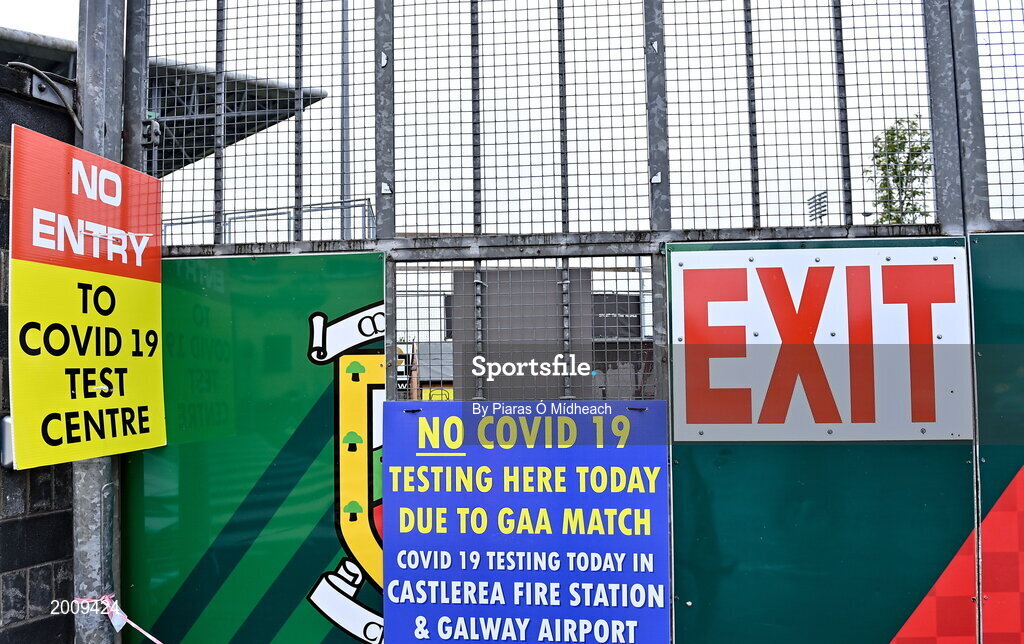 NO
ENTRY
TO
COVID 19
TEST
CENTRE
EXIT
Sportsfile.
By Piaras Ó Mídheach
NO COVID 19
TESTING HERE TODAY
DUE TO GAA MATCH
COVID 19 TESTING TODAY IN
CASTLEREA FIRE STATION
& GALWAY AIRPORT
2009424